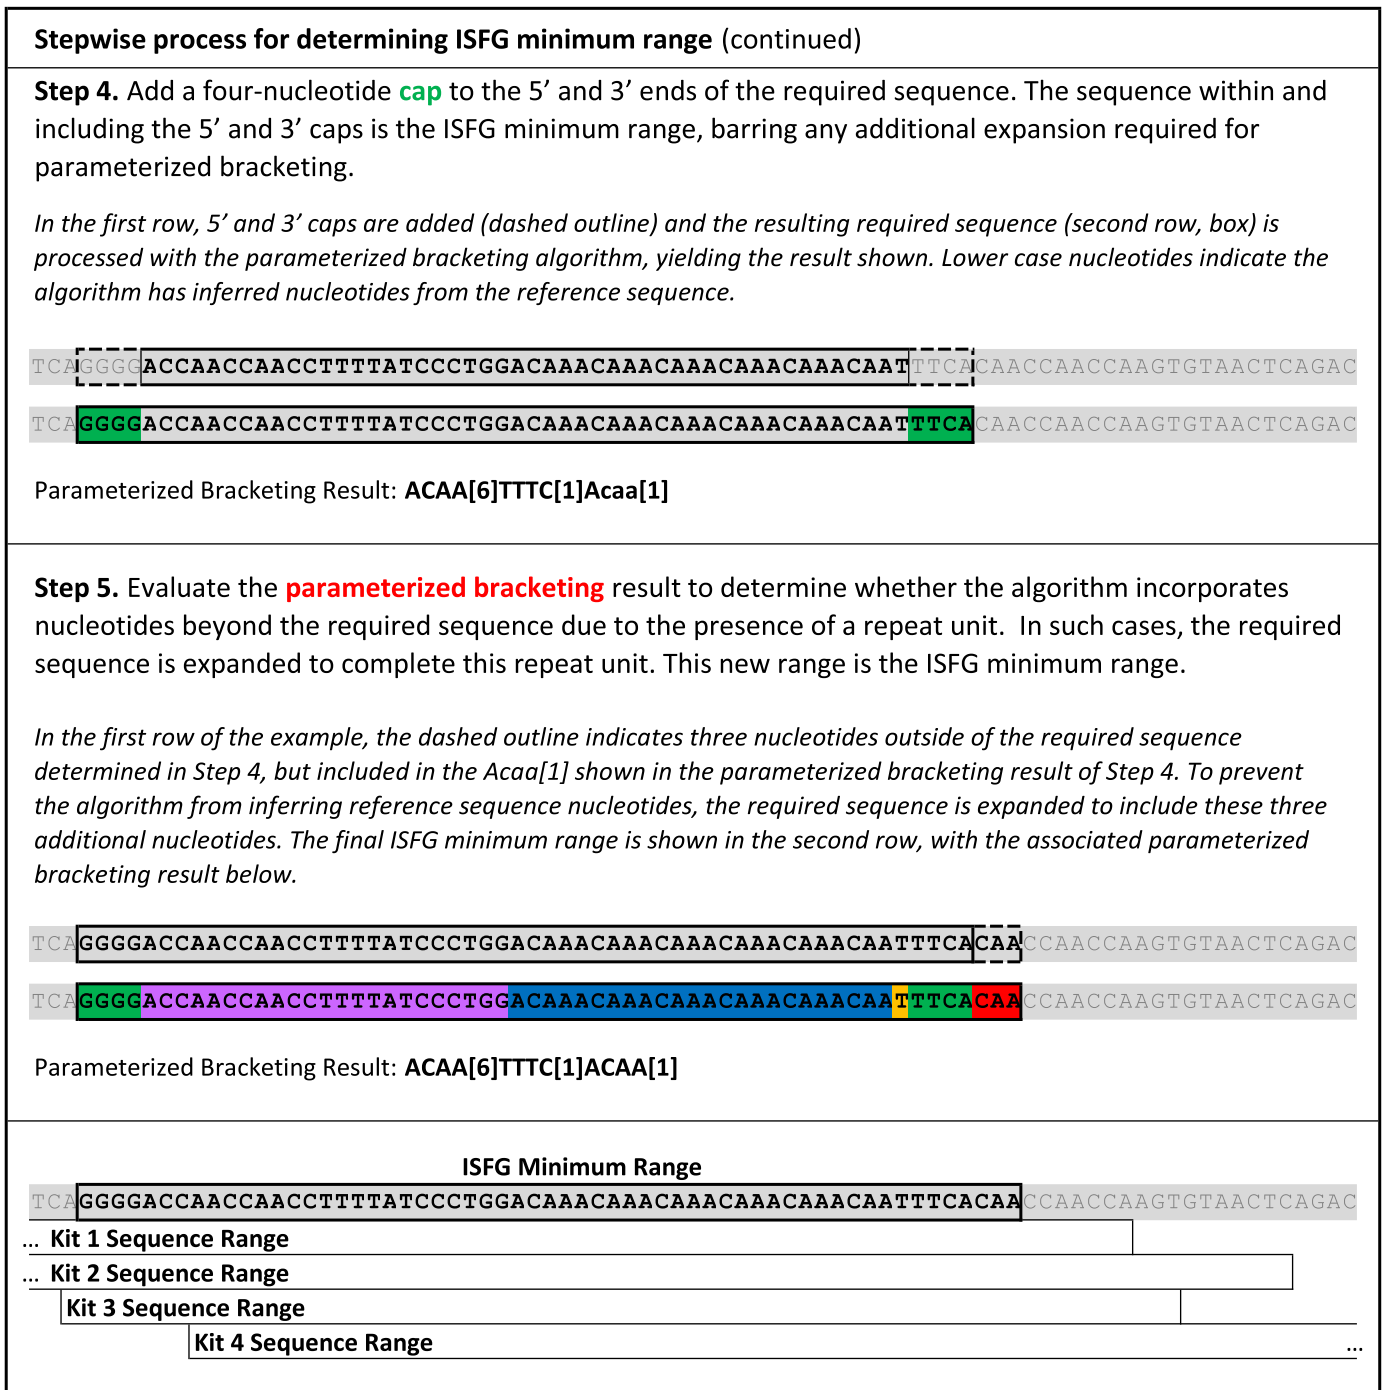 Stepwise process for determining ISFG minimum range (continued)
Step 4. Add a four-nucleotide cap to the 5’ and 3’ ends of the required sequence. The sequence within and
including the 5’ and 3’ caps is the ISFG minimum range, barring any additional expansion required for
parameterized bracketing.
In the first row, 5’ and 3’ caps are added (dashed outline) and the resulting required sequence (second row, box) is
processed with the parameterized bracketing algorithm, yielding the result shown. Lower case nucleotides indicate the
algorithm has inferred nucleotides from the reference sequence.
TCAGGGGACCAACCAACCTTTTATCCCTGGACAAACAAACAAACAAACAAACAATTTCACAACCAACCAAGTGTAACTCAGAC
TCAGGGGACCAACCAACCTTTTATCCCTGGACAAACAAACAAACAAACAAACAATTTCACAACCAACCAAGTGTAACTCAGAC
Parameterized Bracketing Result: ACAA[6]TTTC[1]Acaa[1]
Step 5. Evaluate the parameterized bracketing result to determine whether the algorithm incorporates
nucleotides beyond the required sequence due to the presence of a repeat unit.  In such cases, the required
sequence is expanded to complete this repeat unit. This new range is the ISFG minimum range.
In the first row of the example, the dashed outline indicates three nucleotides outside of the required sequence
determined in Step 4, but included in the Acaa[1] shown in the parameterized bracketing result of Step 4. To prevent
the algorithm from inferring reference sequence nucleotides, the required sequence is expanded to include these three
additional nucleotides. The final ISFG minimum range is shown in the second row, with the associated parameterized
bracketing result below.
TCAGGGGACCAACCAACCTTTTATCCCTGGACAAACAAACAAACAAACAAACAATTTCACAACCAACCAAGTGTAACTCAGAC
TCAGGGGACCAACCAACCTTTTATCCCTGGACAAACAAACAAACAAACAAACAATTTCACAACCAACCAAGTGTAACTCAGAC
Parameterized Bracketing Result: ACAA[6]TTTC[1]ACAA[1]
ISFG Minimum Range
TCAGGGGACCAACCAACCTTTTATCCCTGGACAAACAAACAAACAAACAAACAATTTCACAACCAACCAAGTGTAACTCAGAC
... Kit 1 Sequence Range
... Kit 2 Sequence Range
Kit 3 Sequence Range
Kit 4 Sequence Range ...